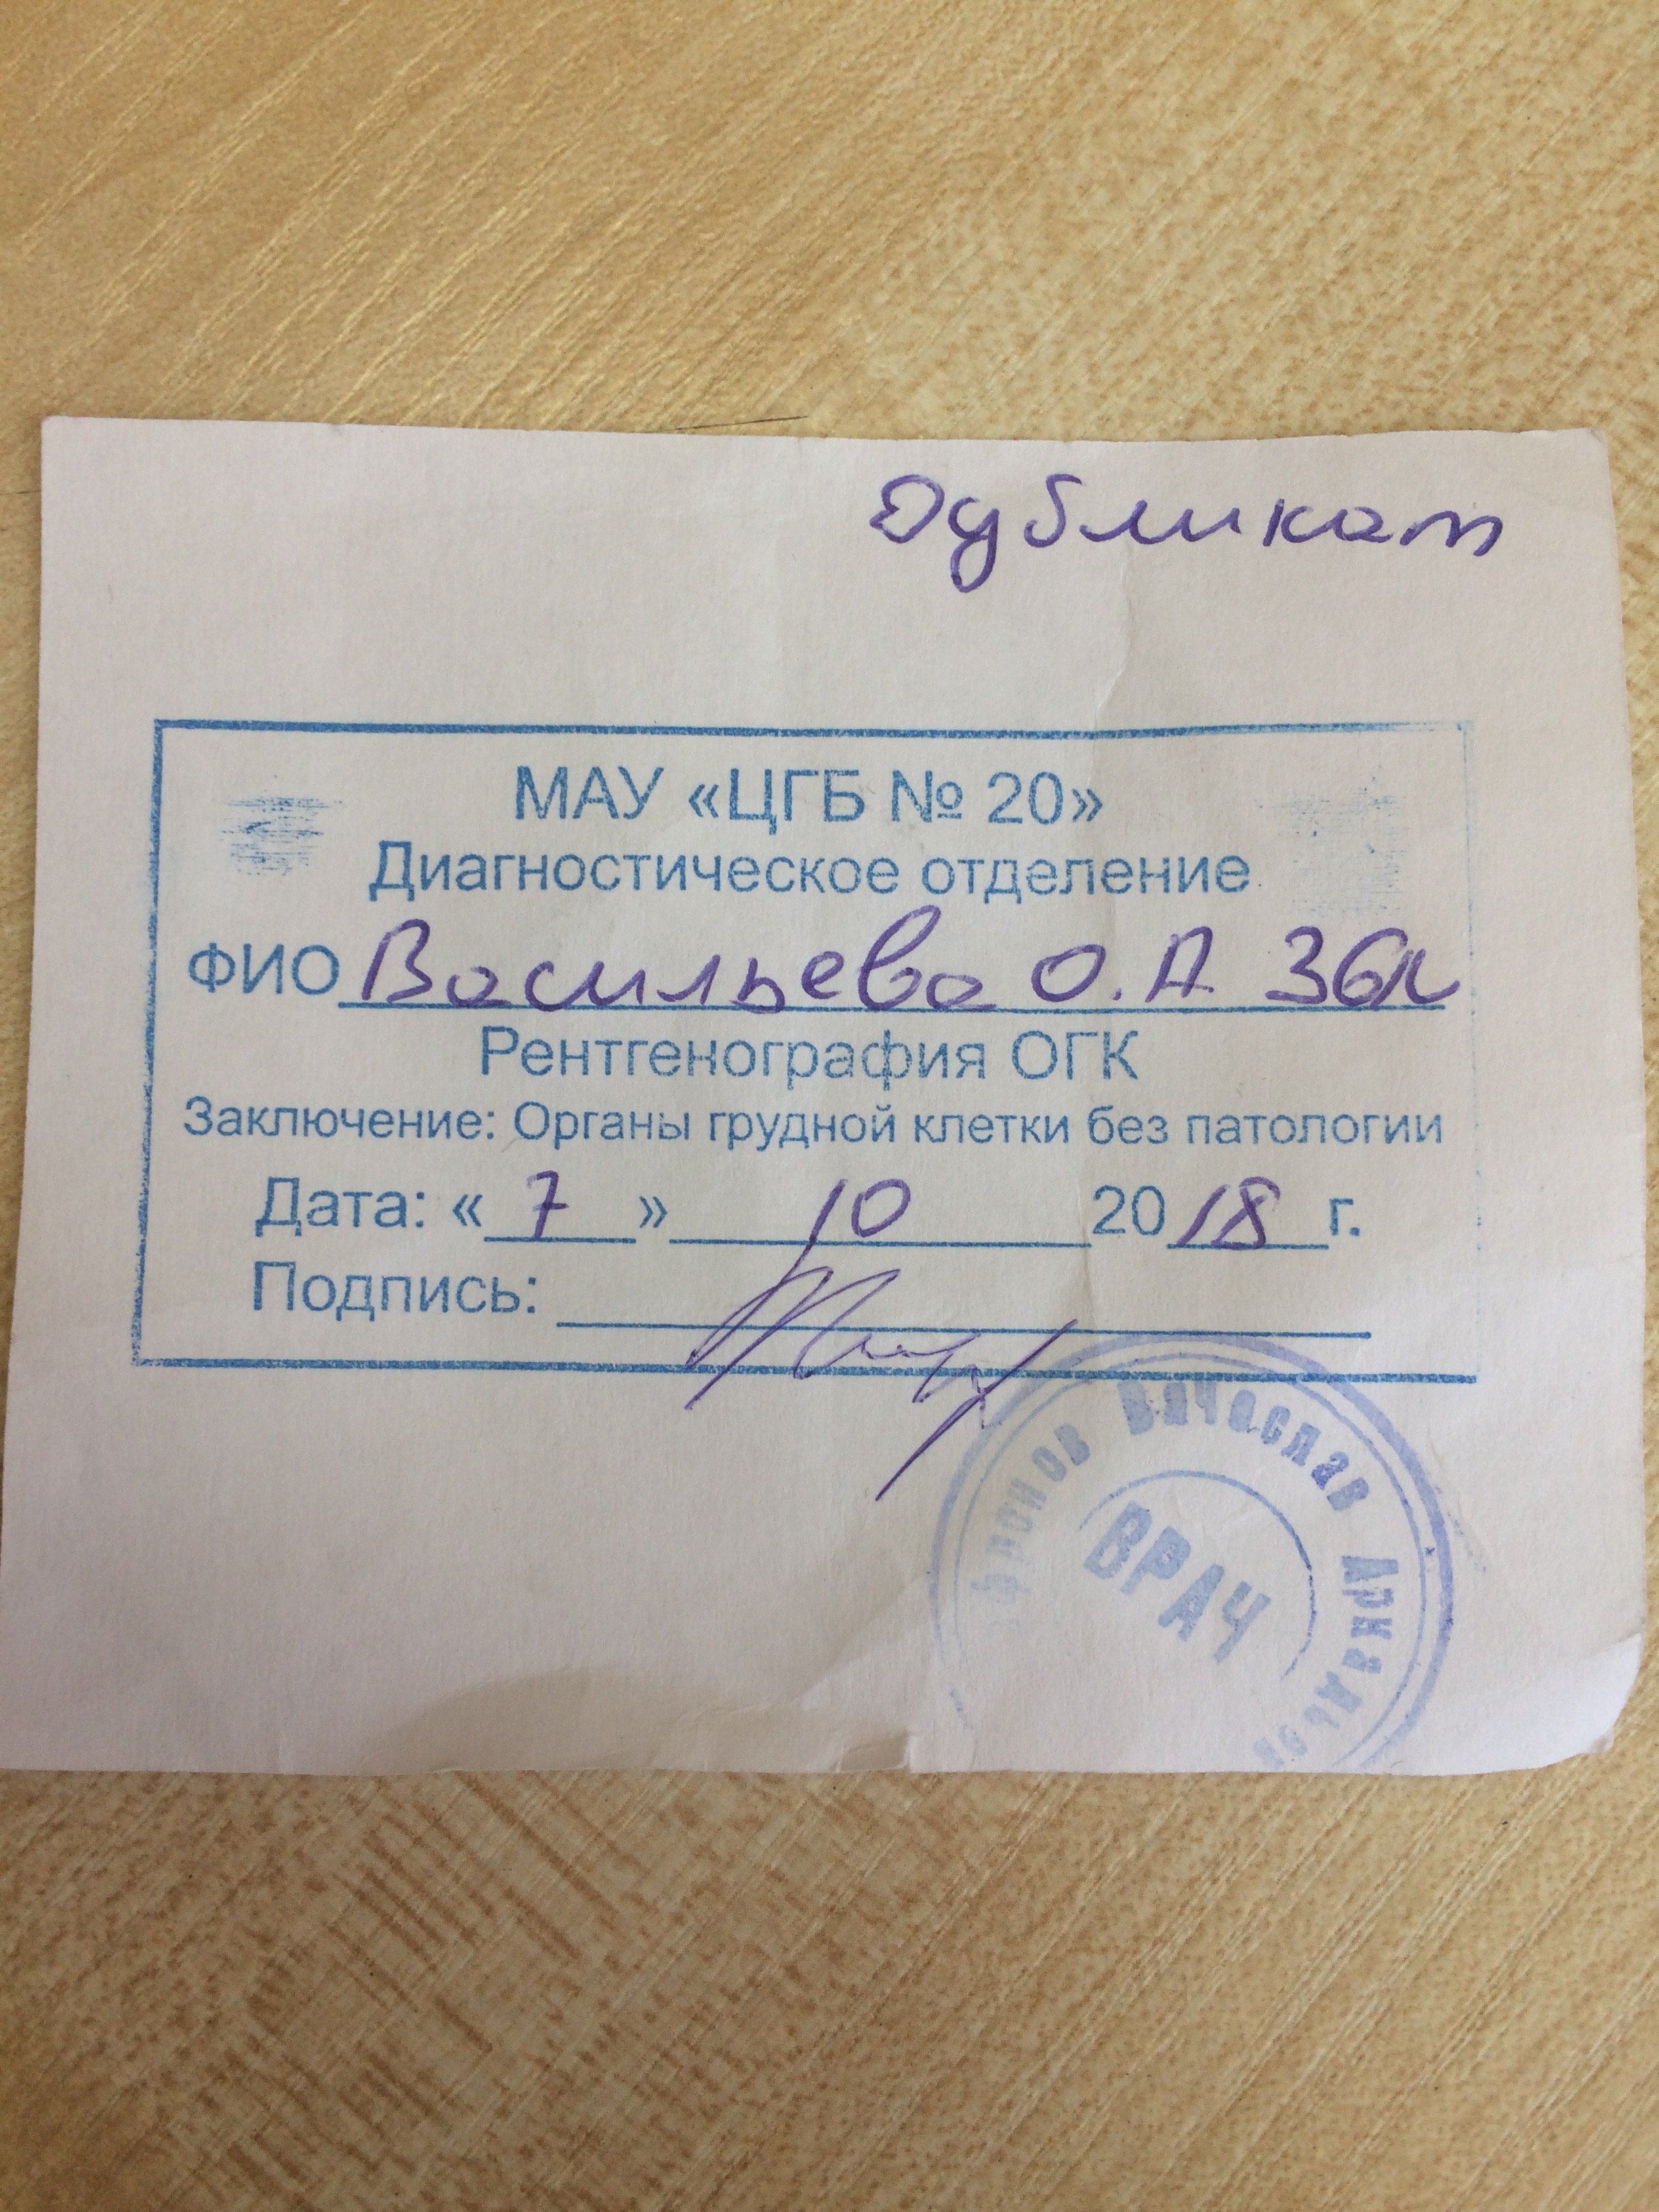 Дубликат
МАУ «ЦГБ № 20»
Диагностическое отделение
ФИО Васильева О.А 36л
Рентгенография ОГК
Заключение: Органы грудной клетки без патологии
Дата: «7» 10 2018 г.
Подпись:
Вячеслав
ВРАЧ